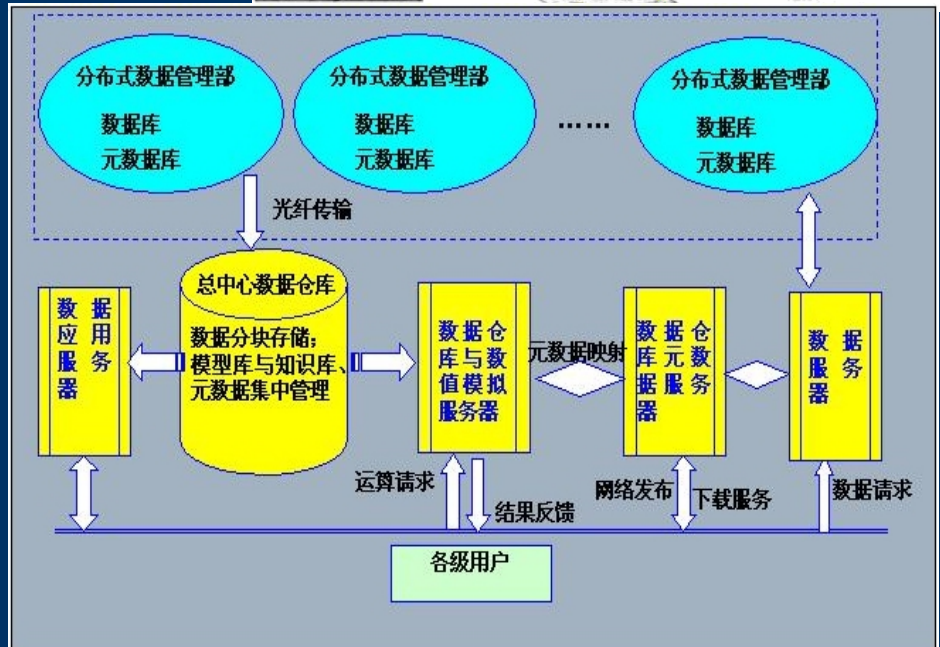 分布式数据管理部
数据库
元数据库
分布式数据管理部
数据库
元数据库
……
分布式数据管理部
数据库
元数据库
光纤传输
总中心数据仓库
数据分块存储;
模型库与知识库、
元数据集中管理
数据
应用
服务
器
数据仓
库与数
值模拟
服务器
元数据映射
数据仓
库元数
据服务
器
数据
服务
器
运算请求
结果反馈
网络发布
下载服务
数据请求
各级用户